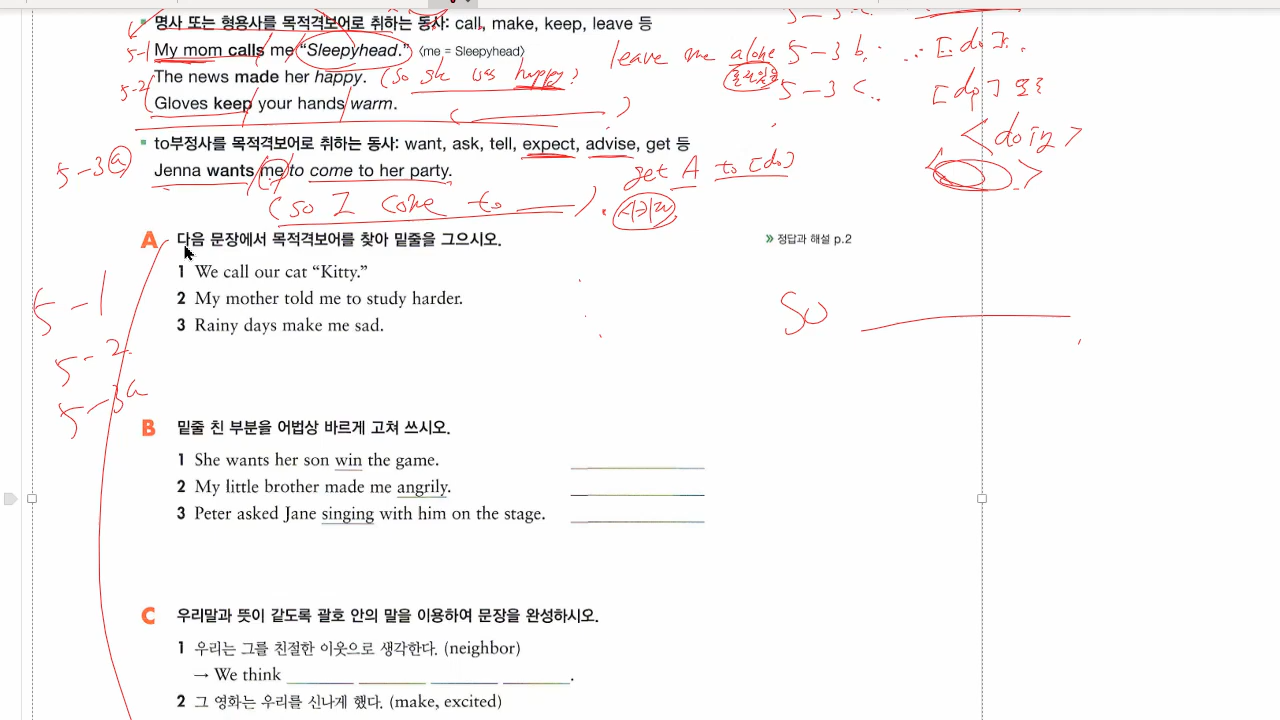 명사 또는 형용사를 목적격보어로 취하는 동사: call, make, keep, leave 등
5-1 My mom calls me “Sleepyhead.” 〈me = Sleepyhead〉 leave me alone 5-3 b. [do].
The news made her happy. (So she was happy)
5-2 Gloves keep your hands warm. 5-3 c. [do] 또는
<doing>
to부정사를 목적격보어로 취하는 동사: want, ask, tell, expect, advise, get 등
5-3 a Jenna wants me to come to her party. get A to [do]
(so I come to ). 시키다
A 다음 문장에서 목적격보어를 찾아 밑줄을 그으시오. » 정답과 해설 p.2
1 We call our cat “Kitty.”
2 My mother told me to study harder.
3 Rainy days make me sad.
5-1
5-2
5-3a
So
B 밑줄 친 부분을 어법상 바르게 고쳐 쓰시오.
1 She wants her son win the game.
2 My little brother made me angrily.
3 Peter asked Jane singing with him on the stage.
C 우리말과 뜻이 같도록 괄호 안의 말을 이용하여 문장을 완성하시오.
1 우리는 그를 친절한 이웃으로 생각한다. (neighbor)
→ We think .
2 그 영화는 우리를 신나게 했다. (make, excited)